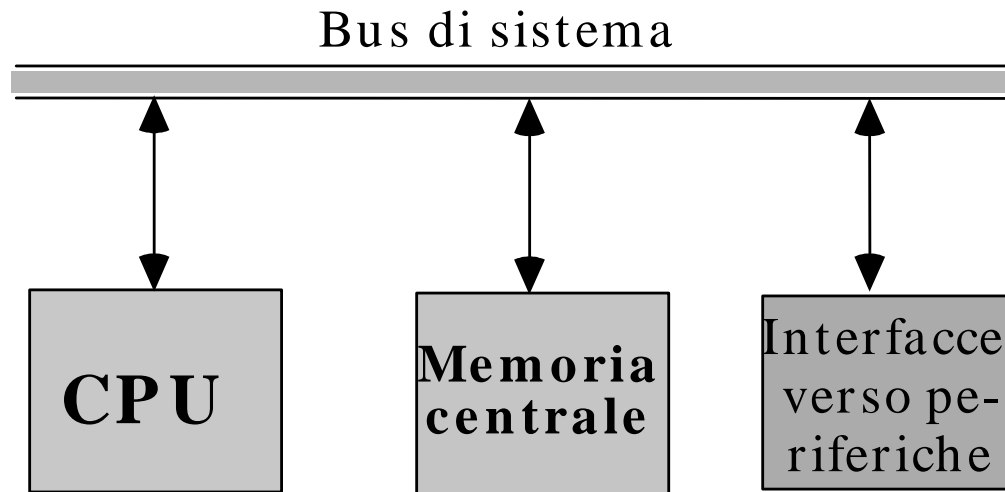 Bus di sistema
CPU
Memoria
centrale
Interfacce
verso pe-
riferiche